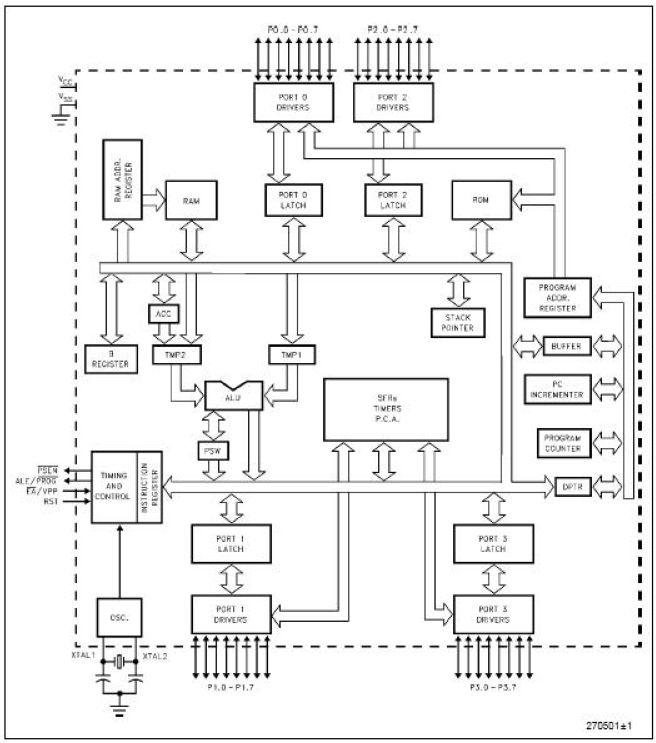 P0.0 – P0.7
P2.0 – P2.7
VCC
VSS
PORT 0
DRIVERS
PORT 2
DRIVERS
RAM ADDR.
REGISTER
RAM
PORT 0
LATCH
PORT 2
LATCH
ROM
PROGRAM
ADDR.
REGISTER
ACC
STACK
POINTER
B
REGISTER
TMP2
TMP1
BUFFER
ALU
SFRs
TIMERS
P.C.A.
PC
INCREMENTER
PSW
PROGRAM
COUNTER
PSEN
ALE/PROG
EA/VPP
RST
TIMING
AND
CONTROL
INSTRUCTION
REGISTER
DPTR
PORT 1
LATCH
PORT 3
LATCH
OSC.
PORT 1
DRIVERS
PORT 3
DRIVERS
XTAL1
XTAL2
P1.0 – P1.7
P3.0 – P3.7
270501±1